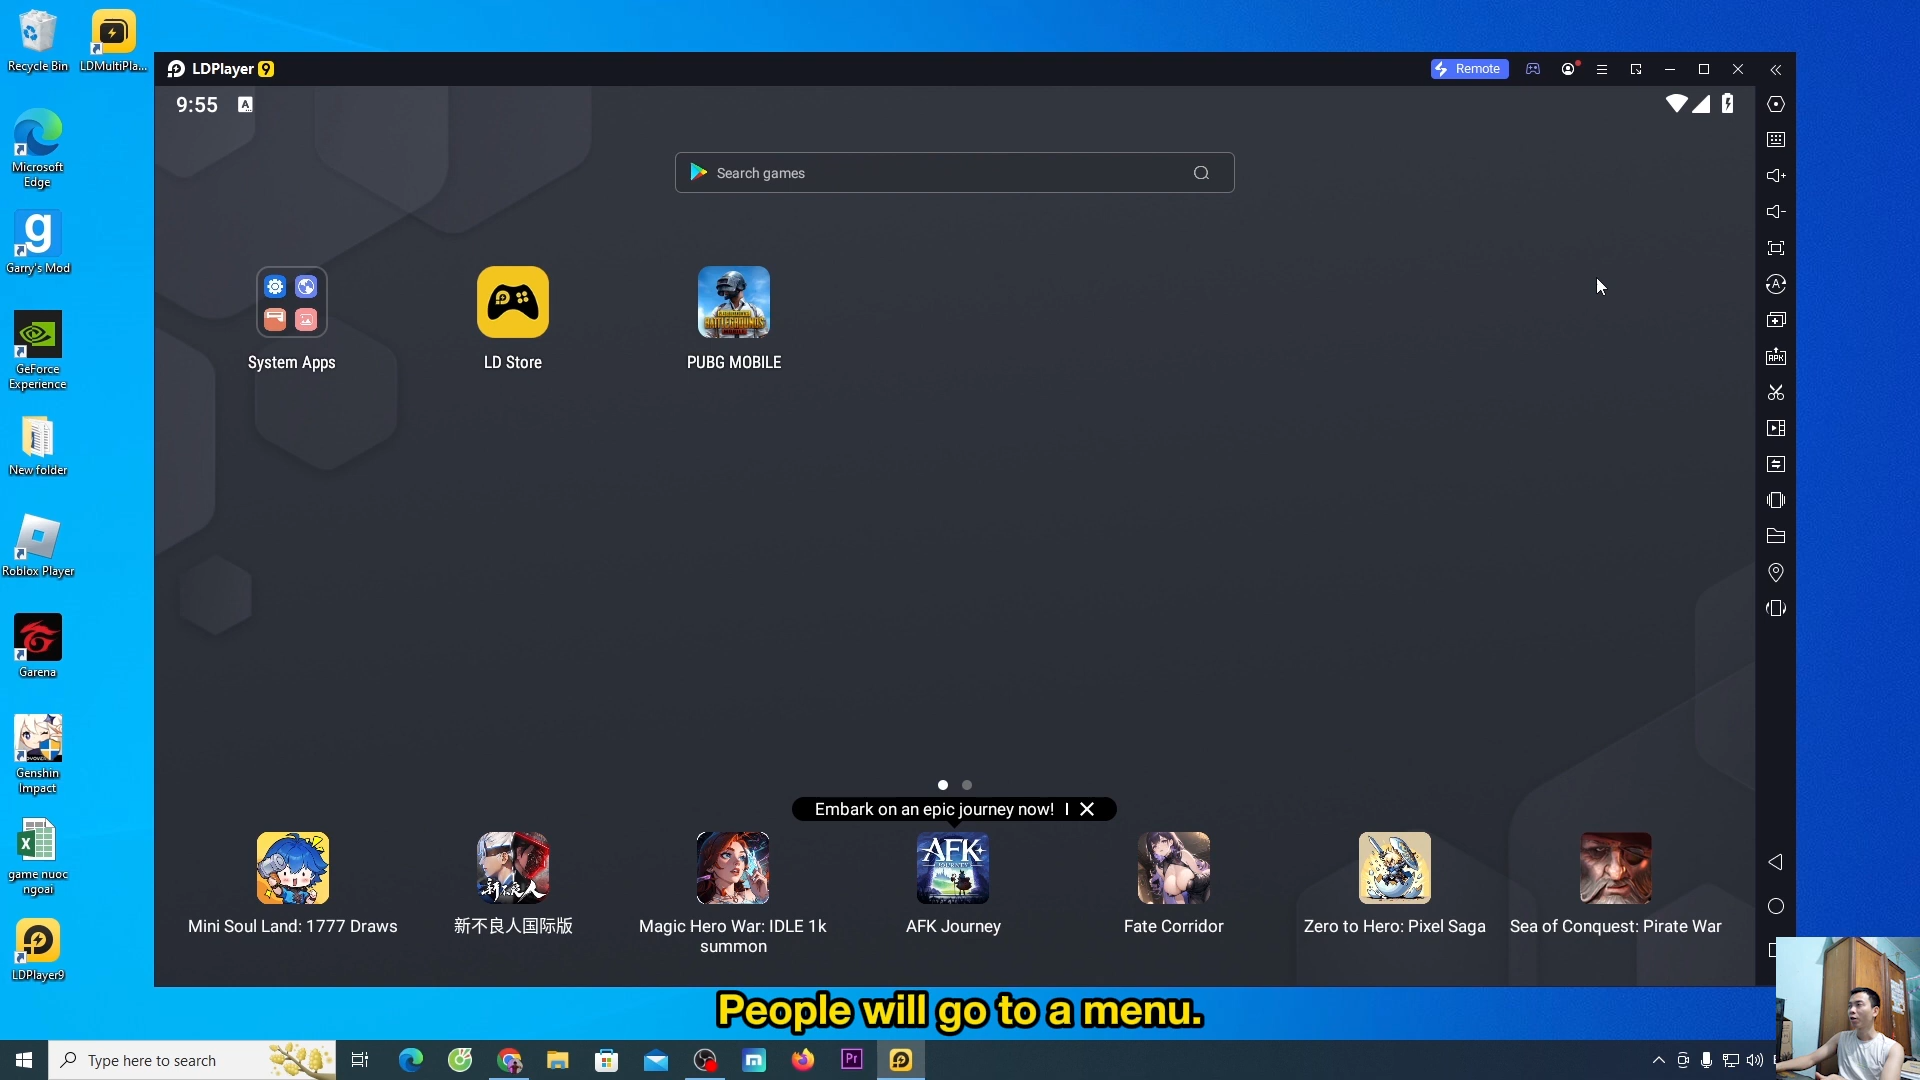 Recycle Bin
LDMultiPla...
Microsoft
Edge
Garry's Mod
GeForce
Experience
New folder
Roblox Player
Garena
Genshin
Impact
game nuoc
ngoai
LDPlayer9
LDPlayer 9
Remote
9:55
A
Search games
System Apps
LD Store
PUBG MOBILE
Embark on an epic journey now!
Mini Soul Land: 1777 Draws
新不良人国际版
Magic Hero War: IDLE 1k
summon
AFK Journey
Fate Corridor
Zero to Hero: Pixel Saga
Sea of Conquest: Pirate War
People will go to a menu.
Type here to search